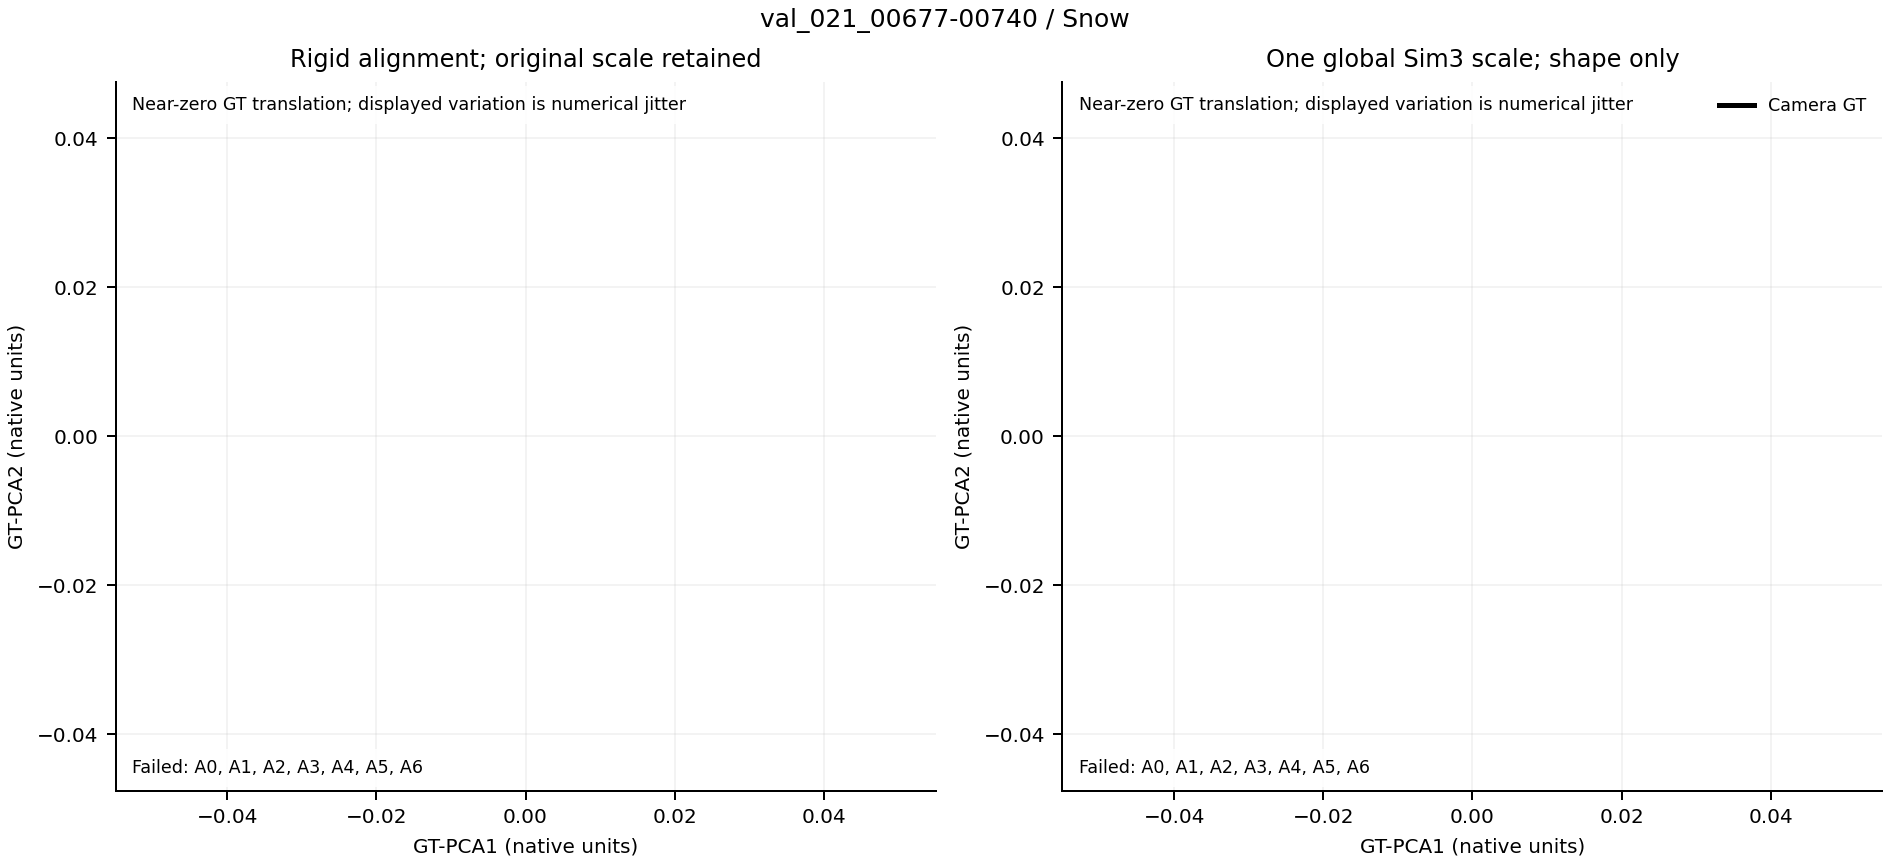 val_021_00677-00740 / Snow
Rigid alignment; original scale retained
Near-zero GT translation; displayed variation is numerical jitter
0.04
0.02
0.00
−0.02
−0.04
GT-PCA2 (native units)
Failed: A0, A1, A2, A3, A4, A5, A6
−0.04
−0.02
0.00
0.02
0.04
GT-PCA1 (native units)
One global Sim3 scale; shape only
Near-zero GT translation; displayed variation is numerical jitter
Camera GT
0.04
0.02
0.00
−0.02
−0.04
GT-PCA2 (native units)
Failed: A0, A1, A2, A3, A4, A5, A6
−0.04
−0.02
0.00
0.02
0.04
GT-PCA1 (native units)